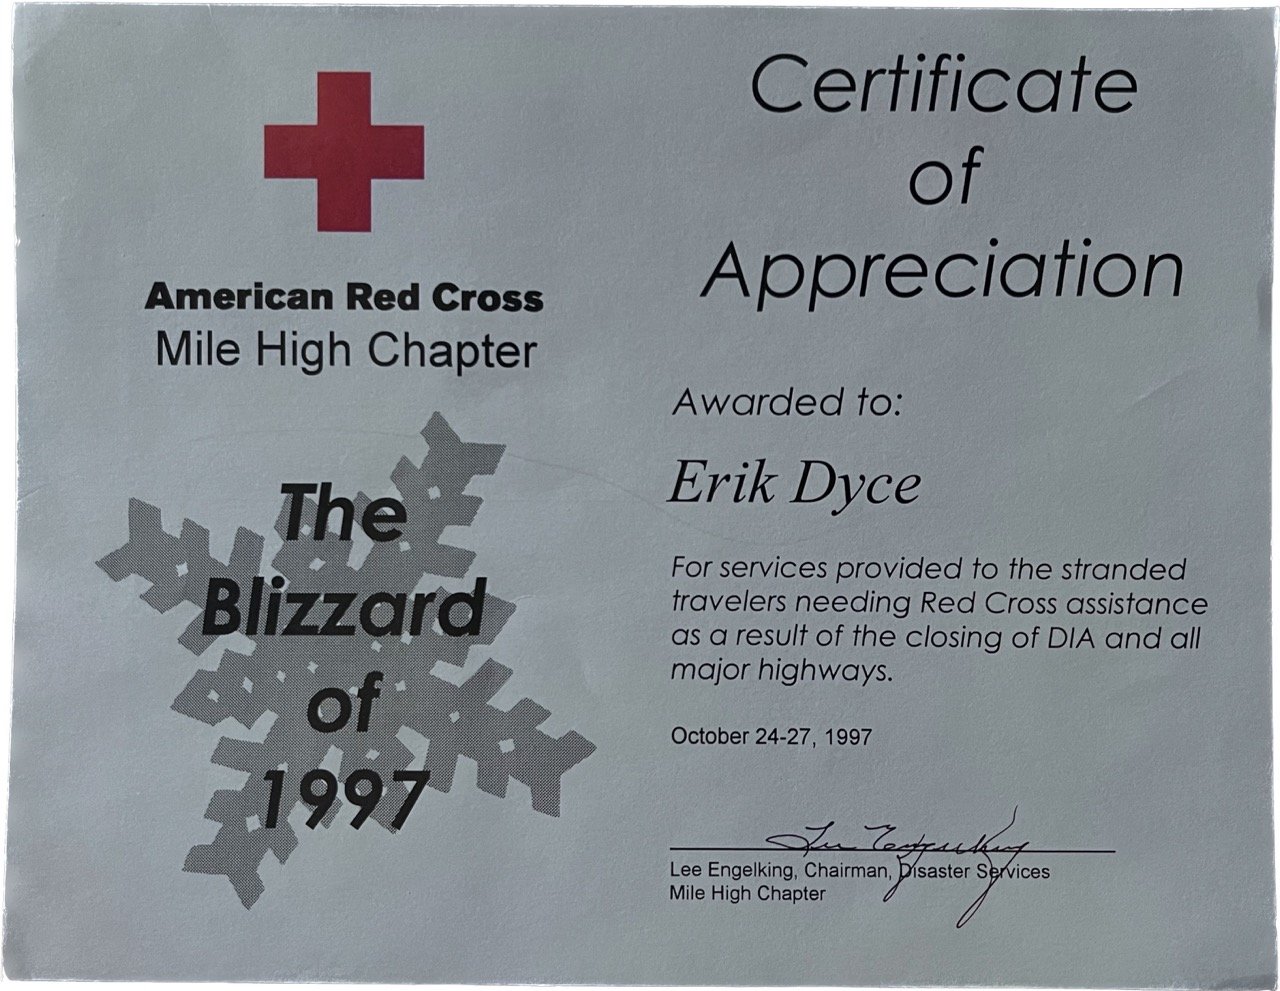 American Red Cross
Mile High Chapter
The
Blizzard
of
1997
Certificate
of
Appreciation
Awarded to:
Erik Dyce
For services provided to the stranded
travelers needing Red Cross assistance
as a result of the closing of DIA and all
major highways.
October 24-27, 1997
Lee Engelking
Lee Engelking, Chairman, Disaster Services
Mile High Chapter